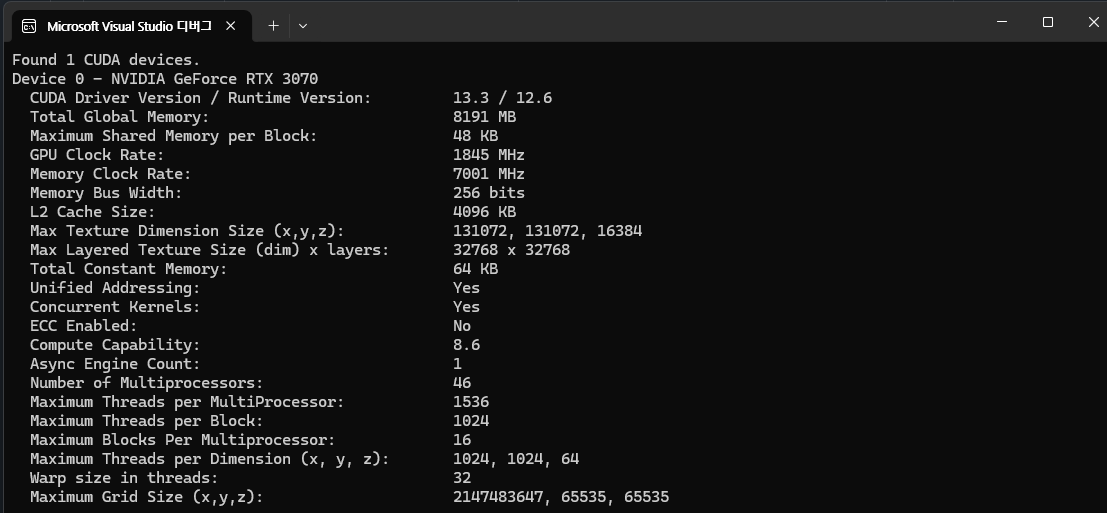 Microsoft Visual Studio 디버그
Found 1 CUDA devices.
Device 0 - NVIDIA GeForce RTX 3070
CUDA Driver Version / Runtime Version: 13.3 / 12.6
Total Global Memory: 8191 MB
Maximum Shared Memory per Block: 48 KB
GPU Clock Rate: 1845 MHz
Memory Clock Rate: 7001 MHz
Memory Bus Width: 256 bits
L2 Cache Size: 4096 KB
Max Texture Dimension Size (x,y,z): 131072, 131072, 16384
Max Layered Texture Size (dim) x layers: 32768 x 32768
Total Constant Memory: 64 KB
Unified Addressing: Yes
Concurrent Kernels: Yes
ECC Enabled: No
Compute Capability: 8.6
Async Engine Count: 1
Number of Multiprocessors: 46
Maximum Threads per MultiProcessor: 1536
Maximum Threads per Block: 1024
Maximum Blocks Per Multiprocessor: 16
Maximum Threads per Dimension (x, y, z): 1024, 1024, 64
Warp size in threads: 32
Maximum Grid Size (x,y,z): 2147483647, 65535, 65535